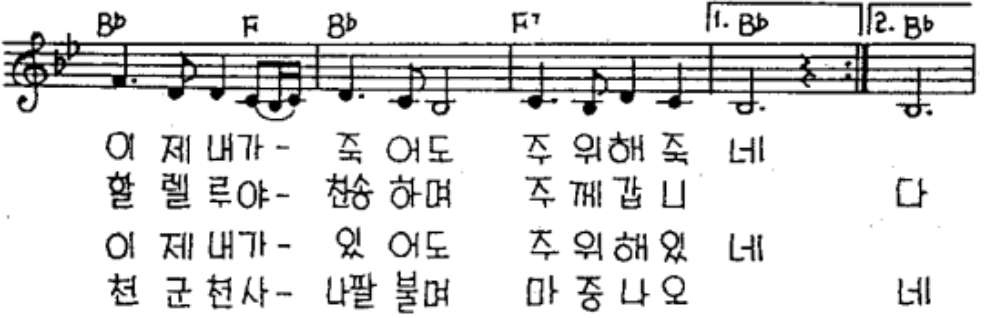 B♭ F B♭ F7 1. B♭ 2. B♭
이 제 내가 - 죽 어도 주 위해 죽 네
할 렐 루야 - 찬송 하며 주 께 갑 니 다
이 제 내가 - 있 어도 주 위해 있 네
천 군 천사 - 나팔 불며 마 중 나 오 네